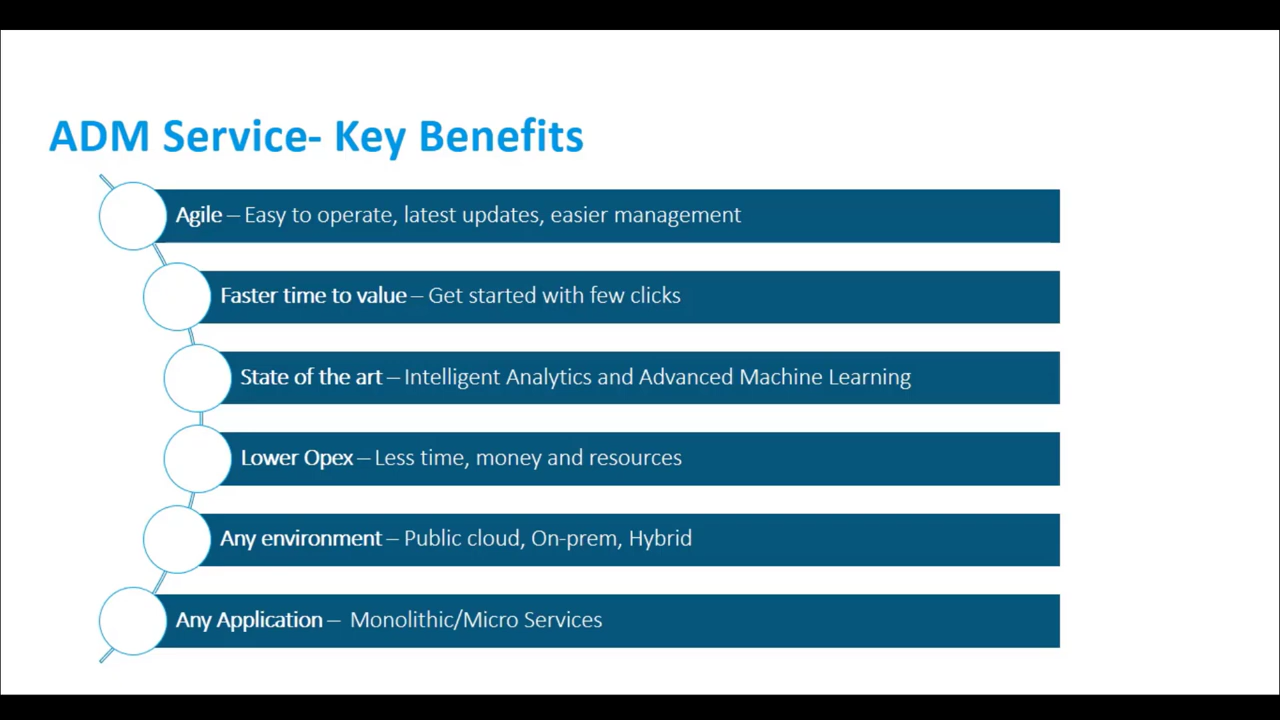 ADM Service- Key Benefits
Agile – Easy to operate, latest updates, easier management
Faster time to value – Get started with few clicks
State of the art – Intelligent Analytics and Advanced Machine Learning
Lower Opex – Less time, money and resources
Any environment – Public cloud, On-prem, Hybrid
Any Application – Monolithic/Micro Services